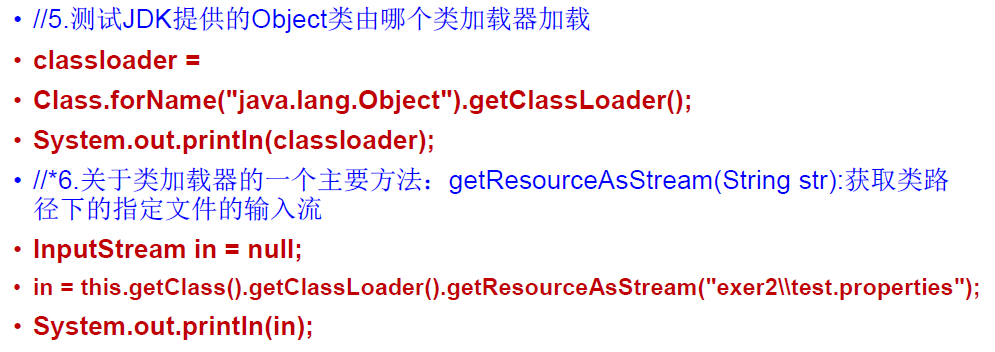 • //5.测试JDK提供的Object类由哪个类加载器加载
• classloader =
• Class.forName("java.lang.Object").getClassLoader();
• System.out.println(classloader);
• //*6.关于类加载器的一个主要方法：getResourceAsStream(String str):获取类路
径下的指定文件的输入流
• InputStream in = null;
• in = this.getClass().getClassLoader().getResourceAsStream("exer2\\test.properties");
• System.out.println(in);